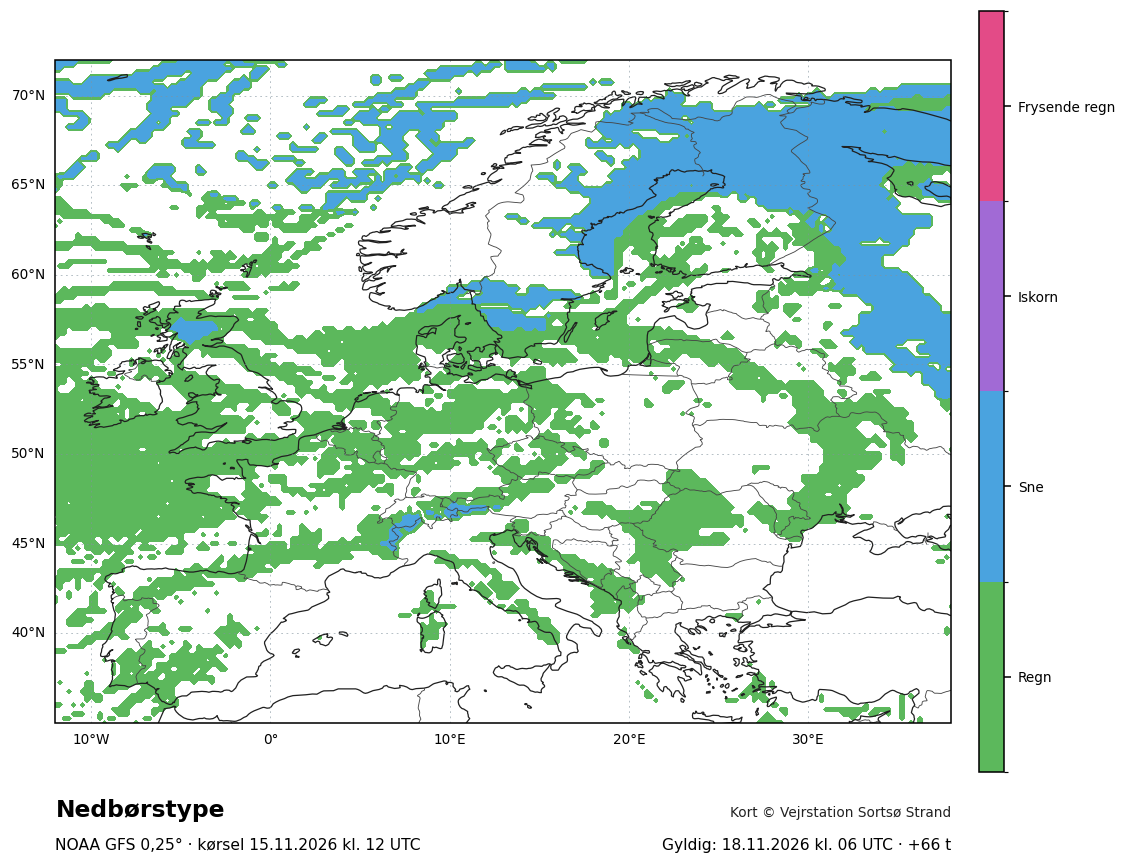 70°N
65°N
60°N
55°N
50°N
45°N
40°N
10°W
0°
10°E
20°E
30°E
Frysende regn
Iskorn
Sne
Regn
Nedbørstype
Kort © Vejrstation Sortsø Strand
NOAA GFS 0,25° · kørsel 15.11.2026 kl. 12 UTC
Gyldig: 18.11.2026 kl. 06 UTC · +66 t